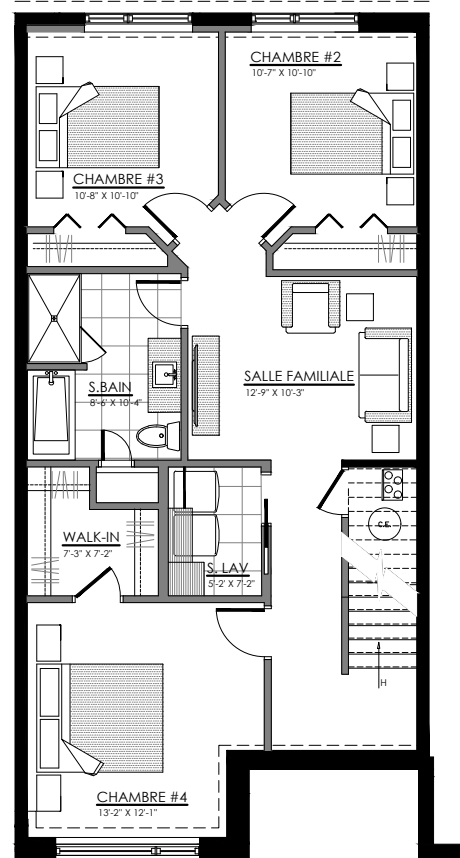 CHAMBRE #2
10'-7" X 10'-10"
CHAMBRE #3
10'-8" X 10'-10"
S.BAIN
8'-6" X 10'-4"
SALLE FAMILIALE
12'-9" X 10'-3"
C.E.
WALK-IN
7'-3" X 7'-2"
S. LAV
5'-2' X 7'-2"
H
CHAMBRE #4
13'-2" X 12'-1"